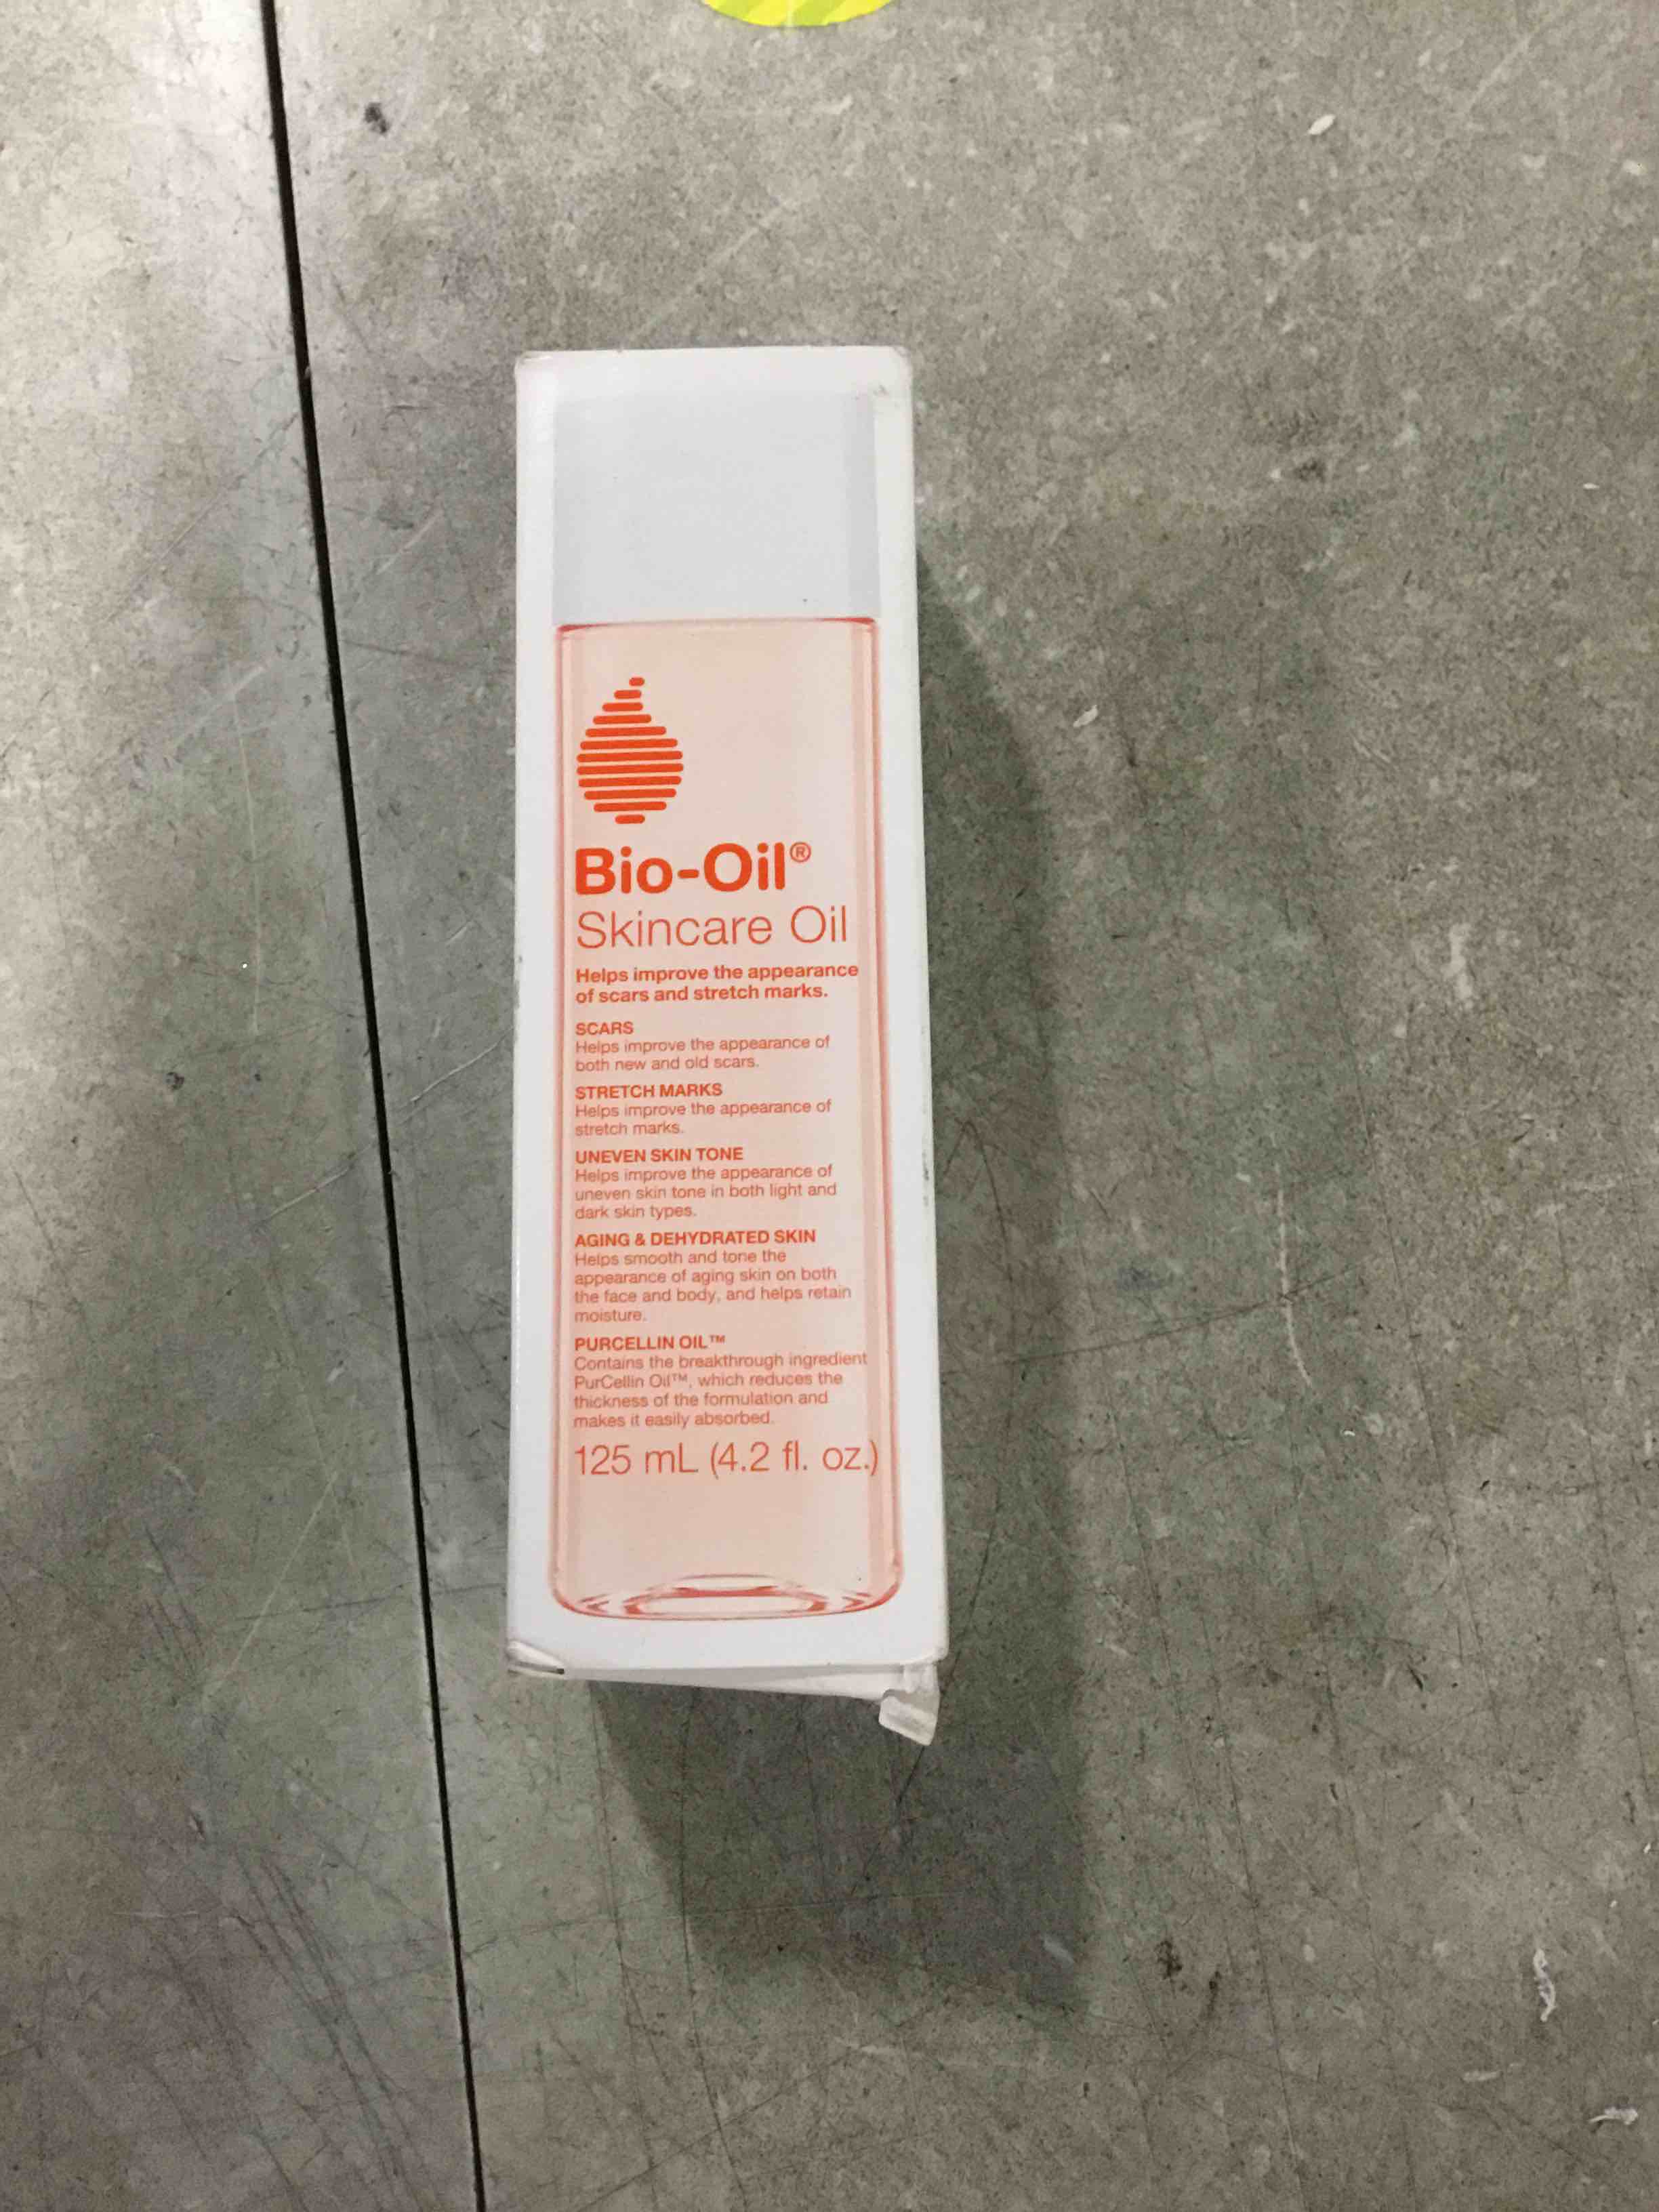 Bio-Oil®
Skincare Oil
Helps improve the appearance
of scars and stretch marks.
SCARS
Helps improve the appearance of
both new and old scars.
STRETCH MARKS
Helps improve the appearance of
stretch marks.
UNEVEN SKIN TONE
Helps improve the appearance of
uneven skin tone in both light and
dark skin types.
AGING & DEHYDRATED SKIN
Helps smooth and tone the
appearance of aging skin on both
the face and body, and helps retain
moisture.
PURCELLIN OIL™
Contains the breakthrough ingredient
PurCellin Oil™, which reduces the
thickness of the formulation and
makes it easily absorbed.
125 mL (4.2 fl. oz.)